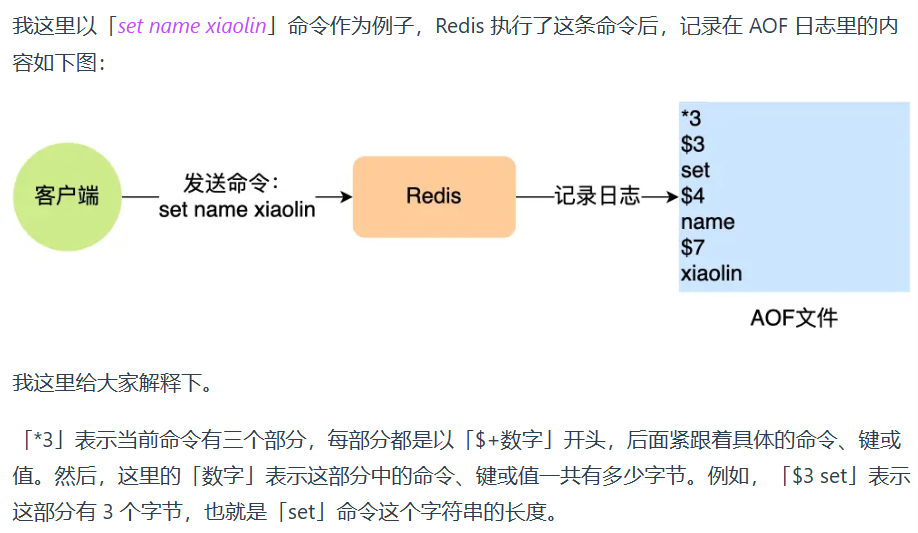 我这里以「set name xiaolin」命令作为例子，Redis 执行了这条命令后，记录在 AOF 日志里的内
容如下图：
客户端
发送命令：
set name xiaolin
Redis
记录日志
*3
$3
set
$4
name
$7
xiaolin
AOF文件
我这里给大家解释下。
「*3」表示当前命令有三个部分，每部分都是以「$+数字」开头，后面紧跟着具体的命令、键或
值。然后，这里的「数字」表示这部分中的命令、键或值一共有多少字节。例如，「$3 set」表示
这部分有 3 个字节，也就是「set」命令这个字符串的长度。